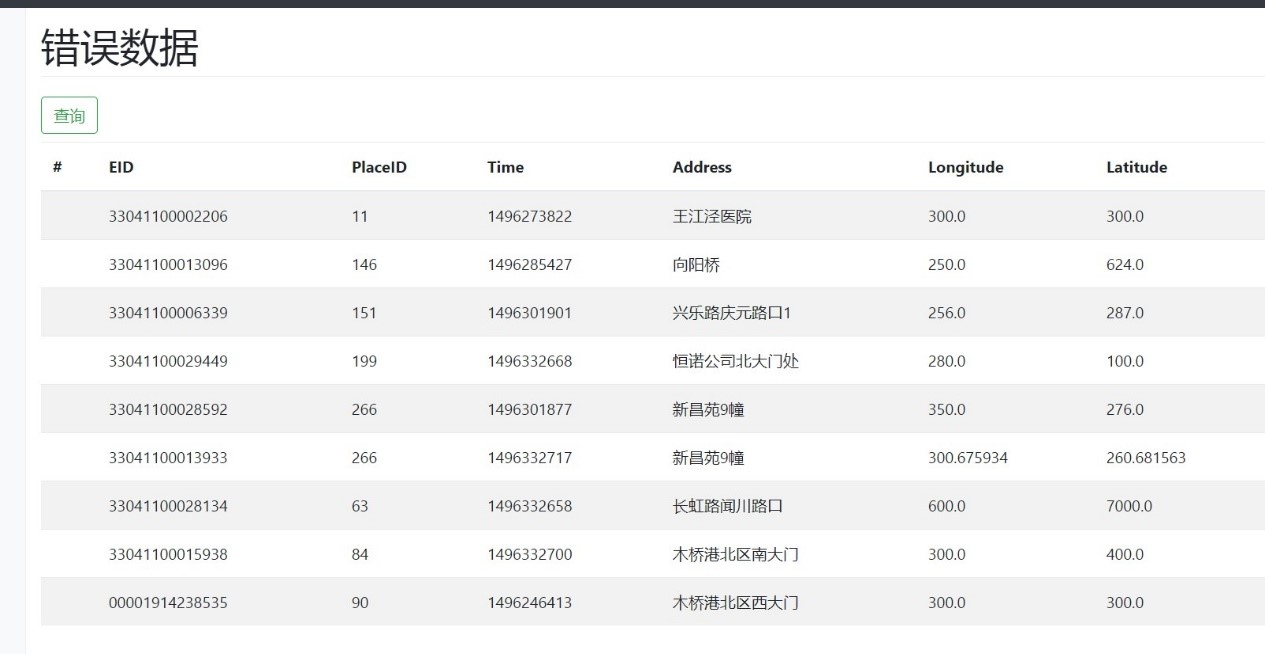 错误数据
查询
# EID PlaceID Time Address Longitude Latitude
33041100002206 11 1496273822 王江泾医院 300.0 300.0
33041100013096 146 1496285427 向阳桥 250.0 624.0
33041100006339 151 1496301901 兴乐路庆元路口1 256.0 287.0
33041100029449 199 1496332668 恒诺公司北大门处 280.0 100.0
33041100028592 266 1496301877 新昌苑9幢 350.0 276.0
33041100013933 266 1496332717 新昌苑9幢 300.675934 260.681563
33041100028134 63 1496332658 长虹路闻川路口 600.0 7000.0
33041100015938 84 1496332700 木桥港北区南大门 300.0 400.0
00001914238535 90 1496246413 木桥港北区西大门 300.0 300.0